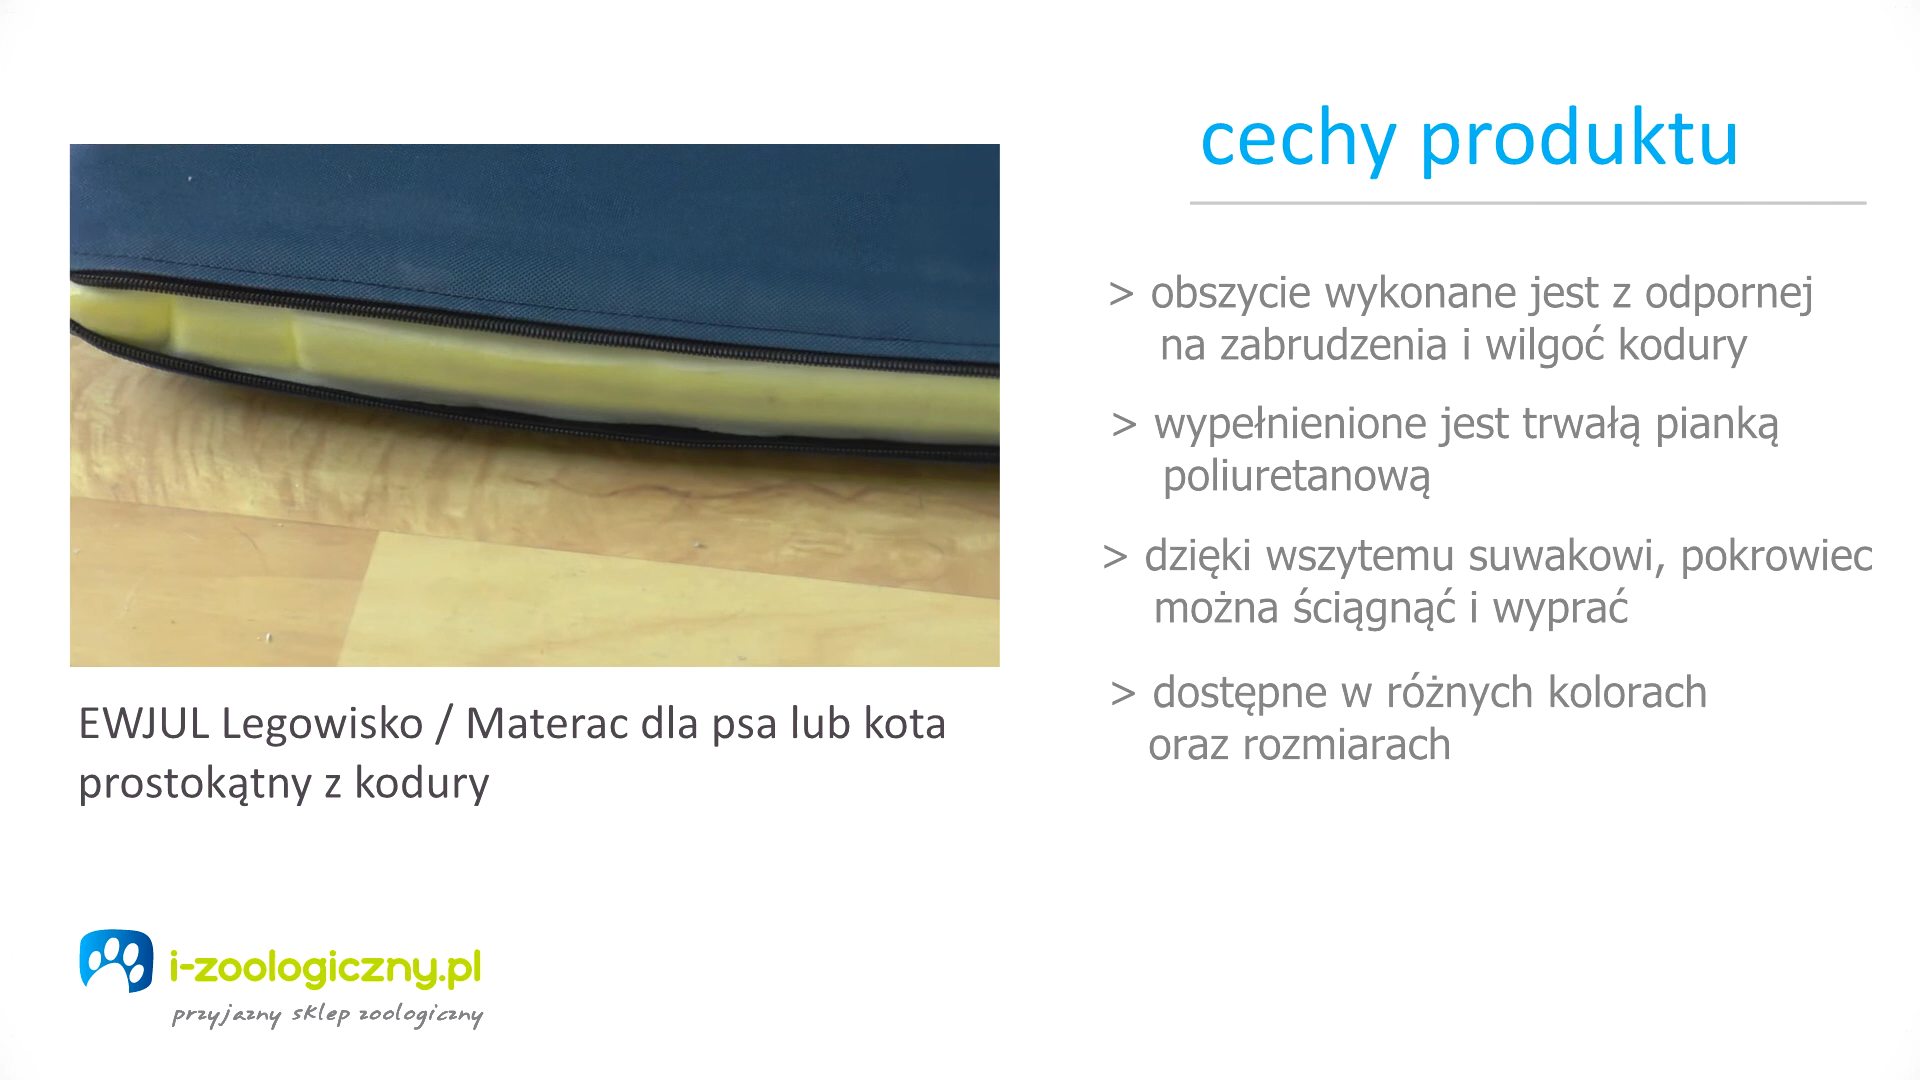 cechy produktu
> obszycie wykonane jest z odpornej
na zabrudzenia i wilgoć kodury
> wypełnienione jest trwałą pianką
poliuretanową
> dzięki wszytemu suwakowi, pokrowiec
można ściągnąć i wyprać
> dostępne w różnych kolorach
oraz rozmiarach
EWJUL Legowisko / Materac dla psa lub kota
prostokątny z kodury
i-zoologiczny.pl
przyjazny sklep zoologiczny